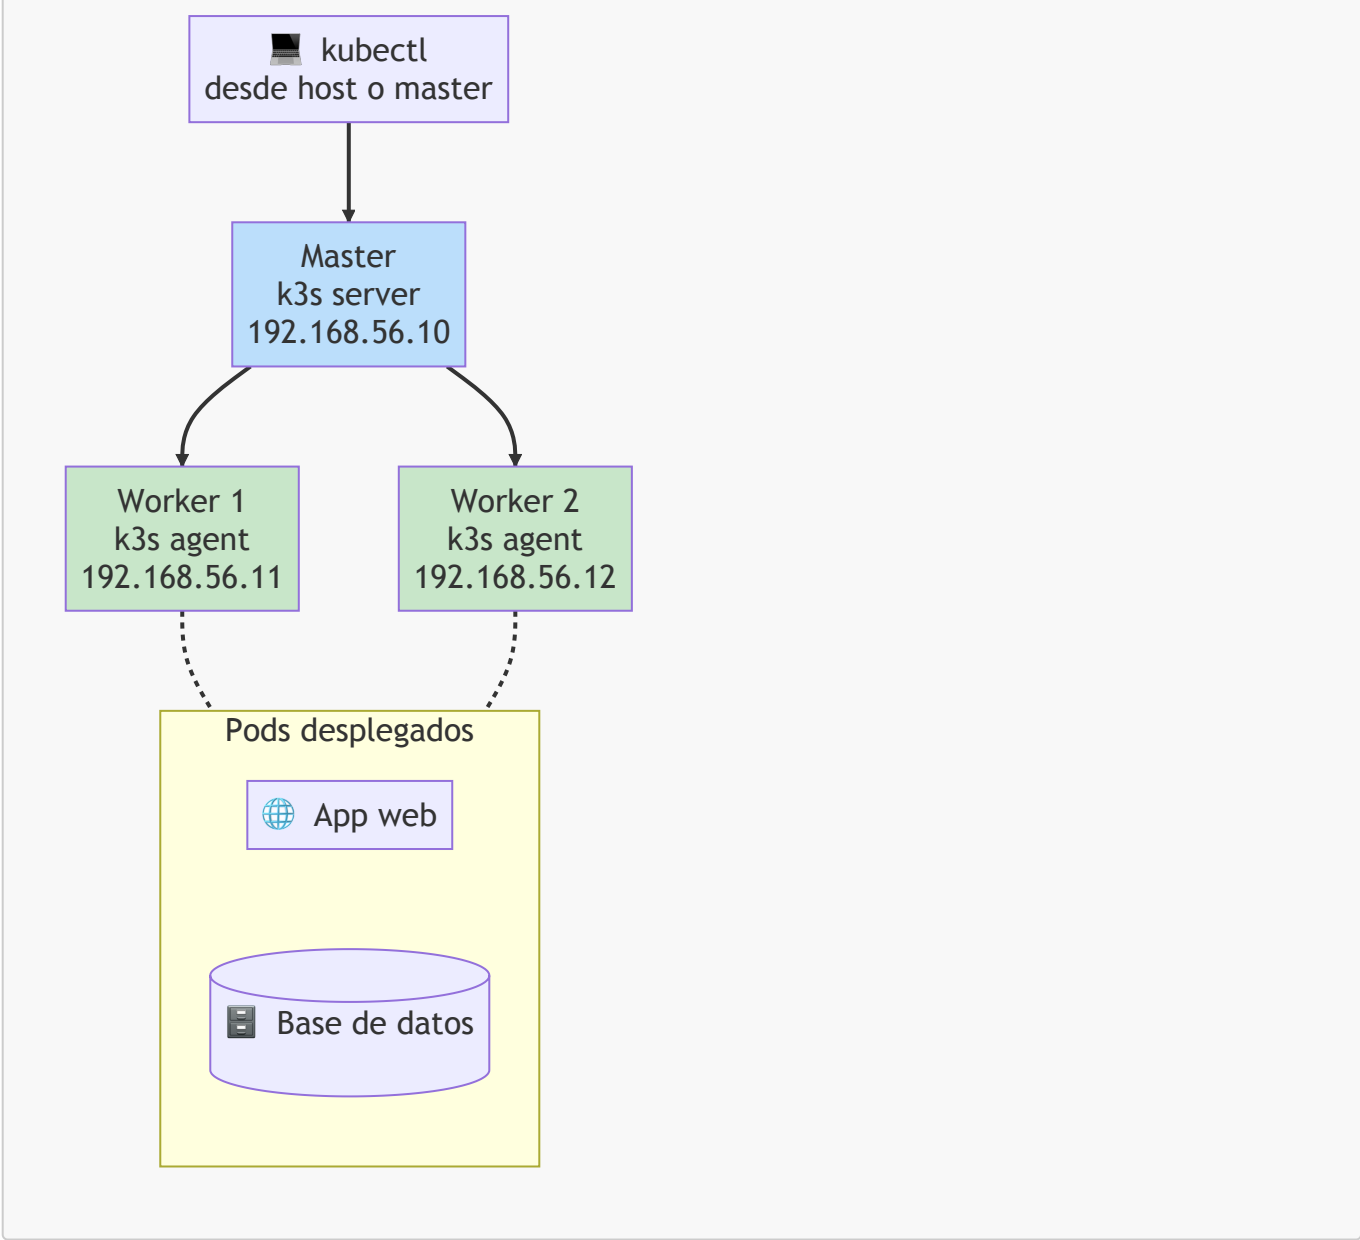 kubectl
desde host o master
Master
k3s server
192.168.56.10
Worker 1
k3s agent
192.168.56.11
Worker 2
k3s agent
192.168.56.12
Pods desplegados
App web
Base de datos